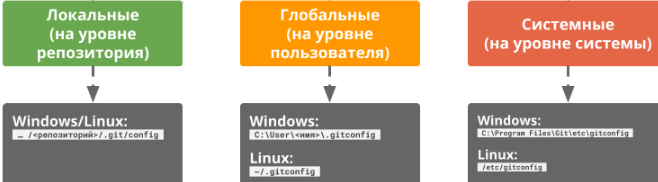 Локальные
(на уровне
репозитория)
Windows/Linux:
… /<репозиторий>/.git/config
Глобальные
(на уровне
пользователя)
Windows:
C:\User\<имя>\.gitconfig
Linux:
~/.gitconfig
Системные
(на уровне системы)
Windows:
C:\Program Files\Git\etc\gitconfig
Linux:
/etc/gitconfig